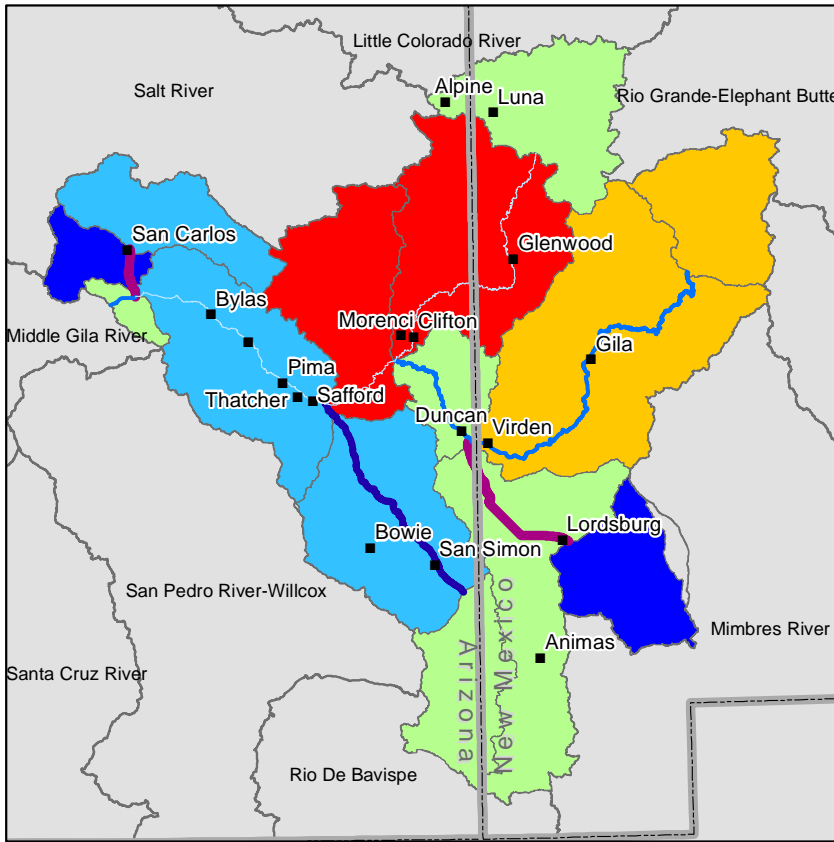 Little Colorado River
Salt River
Alpine
Luna
Rio Grande-Elephant Butte
San Carlos
Glenwood
Bylas
Morenci
Clifton
Middle Gila River
Gila
Pima
Thatcher
Safford
Duncan
Virden
Bowie
San Simon
Lordsburg
San Pedro River-Willcox
Mimbres River
Animas
Arizona
New Mexico
Santa Cruz River
Rio De Bavispe